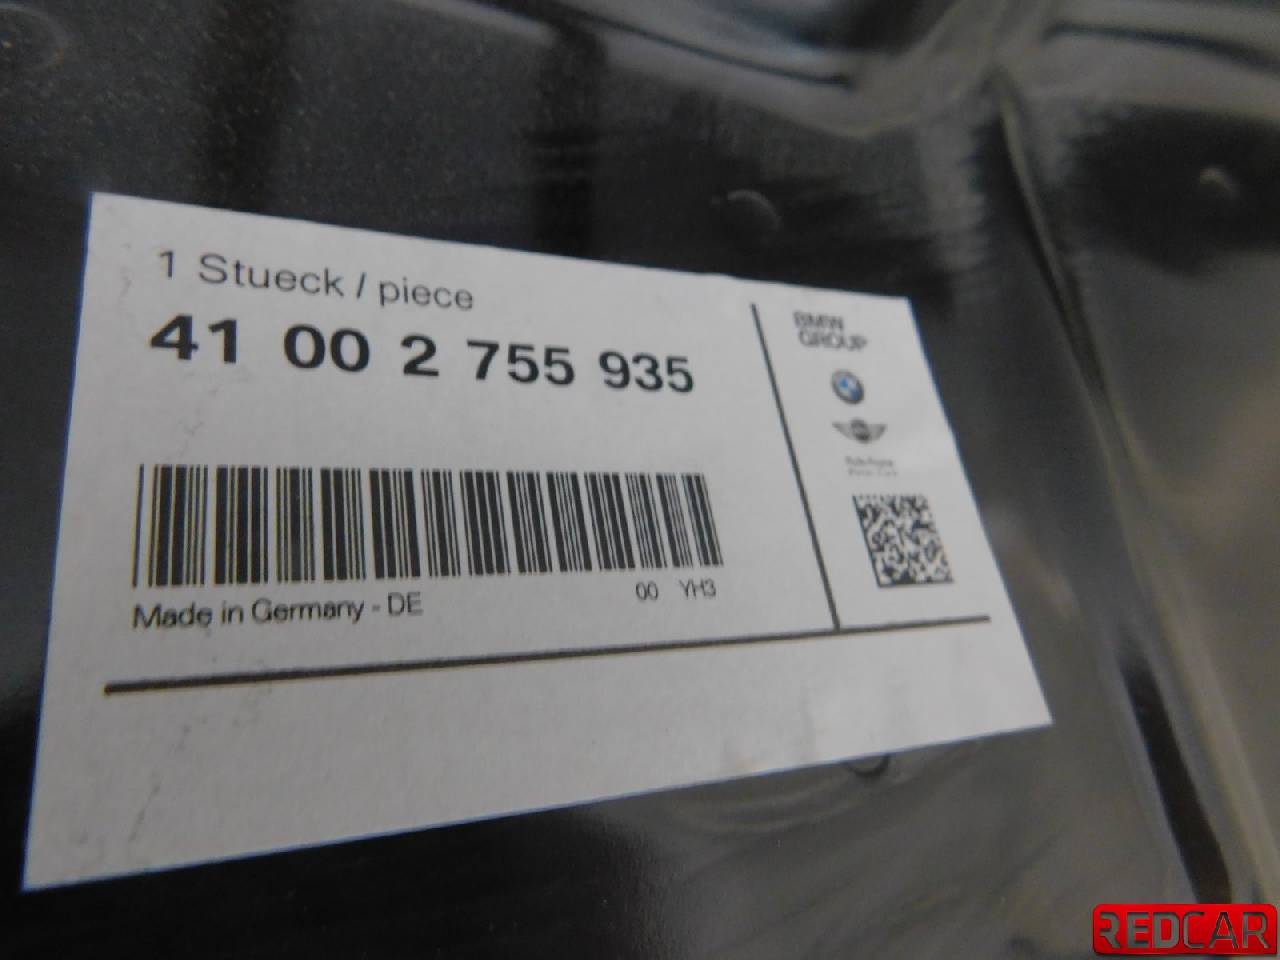 1 Stueck / piece
41 00 2 755 935
Made in Germany - DE
00 YH3
BMW
GROUP
REDCAR